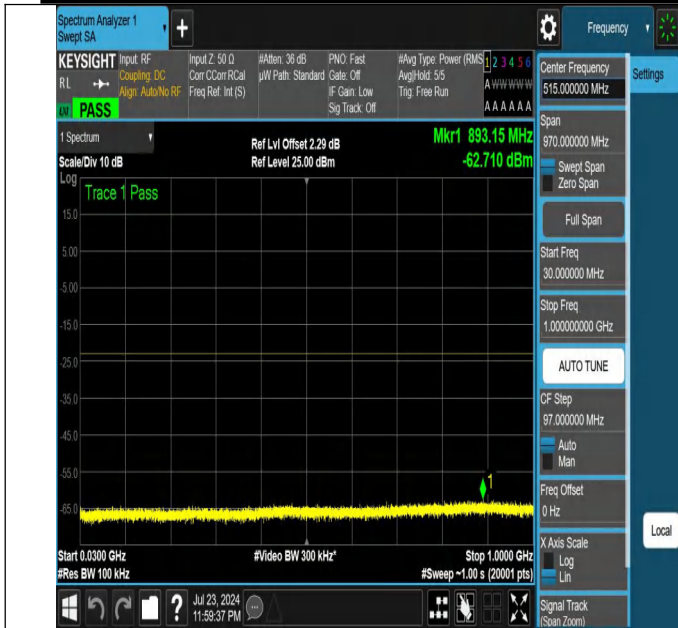 Spectrum Analyzer 1
Swept SA
+
Frequency
KEYSIGHT
RL
LXI
PASS
Input: RF
Coupling: DC
Align: Auto/No RF
Input Z: 50 Ω
Corr CCorr RCal
Freq Ref: Int (S)
#Atten: 36 dB
µW Path: Standard
PNO: Fast
Gate: Off
IF Gain: Low
Sig Track: Off
#Avg Type: Power (RMS
Avg|Hold: 5/5
Trig: Free Run
1 2 3 4 5 6
A W W W W W
A A A A A A
Settings
1 Spectrum
Scale/Div 10 dB
Ref Lvl Offset 2.29 dB
Ref Level 25.00 dBm
Mkr1 893.15 MHz
-62.710 dBm
Log
Trace 1 Pass
15.0
5.00
-5.00
-15.0
-25.0
-35.0
-45.0
-55.0
-65.0
1
Start 0.0300 GHz
#Res BW 100 kHz
#Video BW 300 kHz*
Stop 1.0000 GHz
#Sweep ~1.00 s (20001 pts)
Center Frequency
515.000000 MHz
Span
970.000000 MHz
Swept Span
Zero Span
Full Span
Start Freq
30.000000 MHz
Stop Freq
1.000000000 GHz
AUTO TUNE
CF Step
97.000000 MHz
Auto
Man
Freq Offset
0 Hz
X Axis Scale
Log
Lin
Signal Track
(Span Zoom)
Local
?
Jul 23, 2024
11:59:37 PM